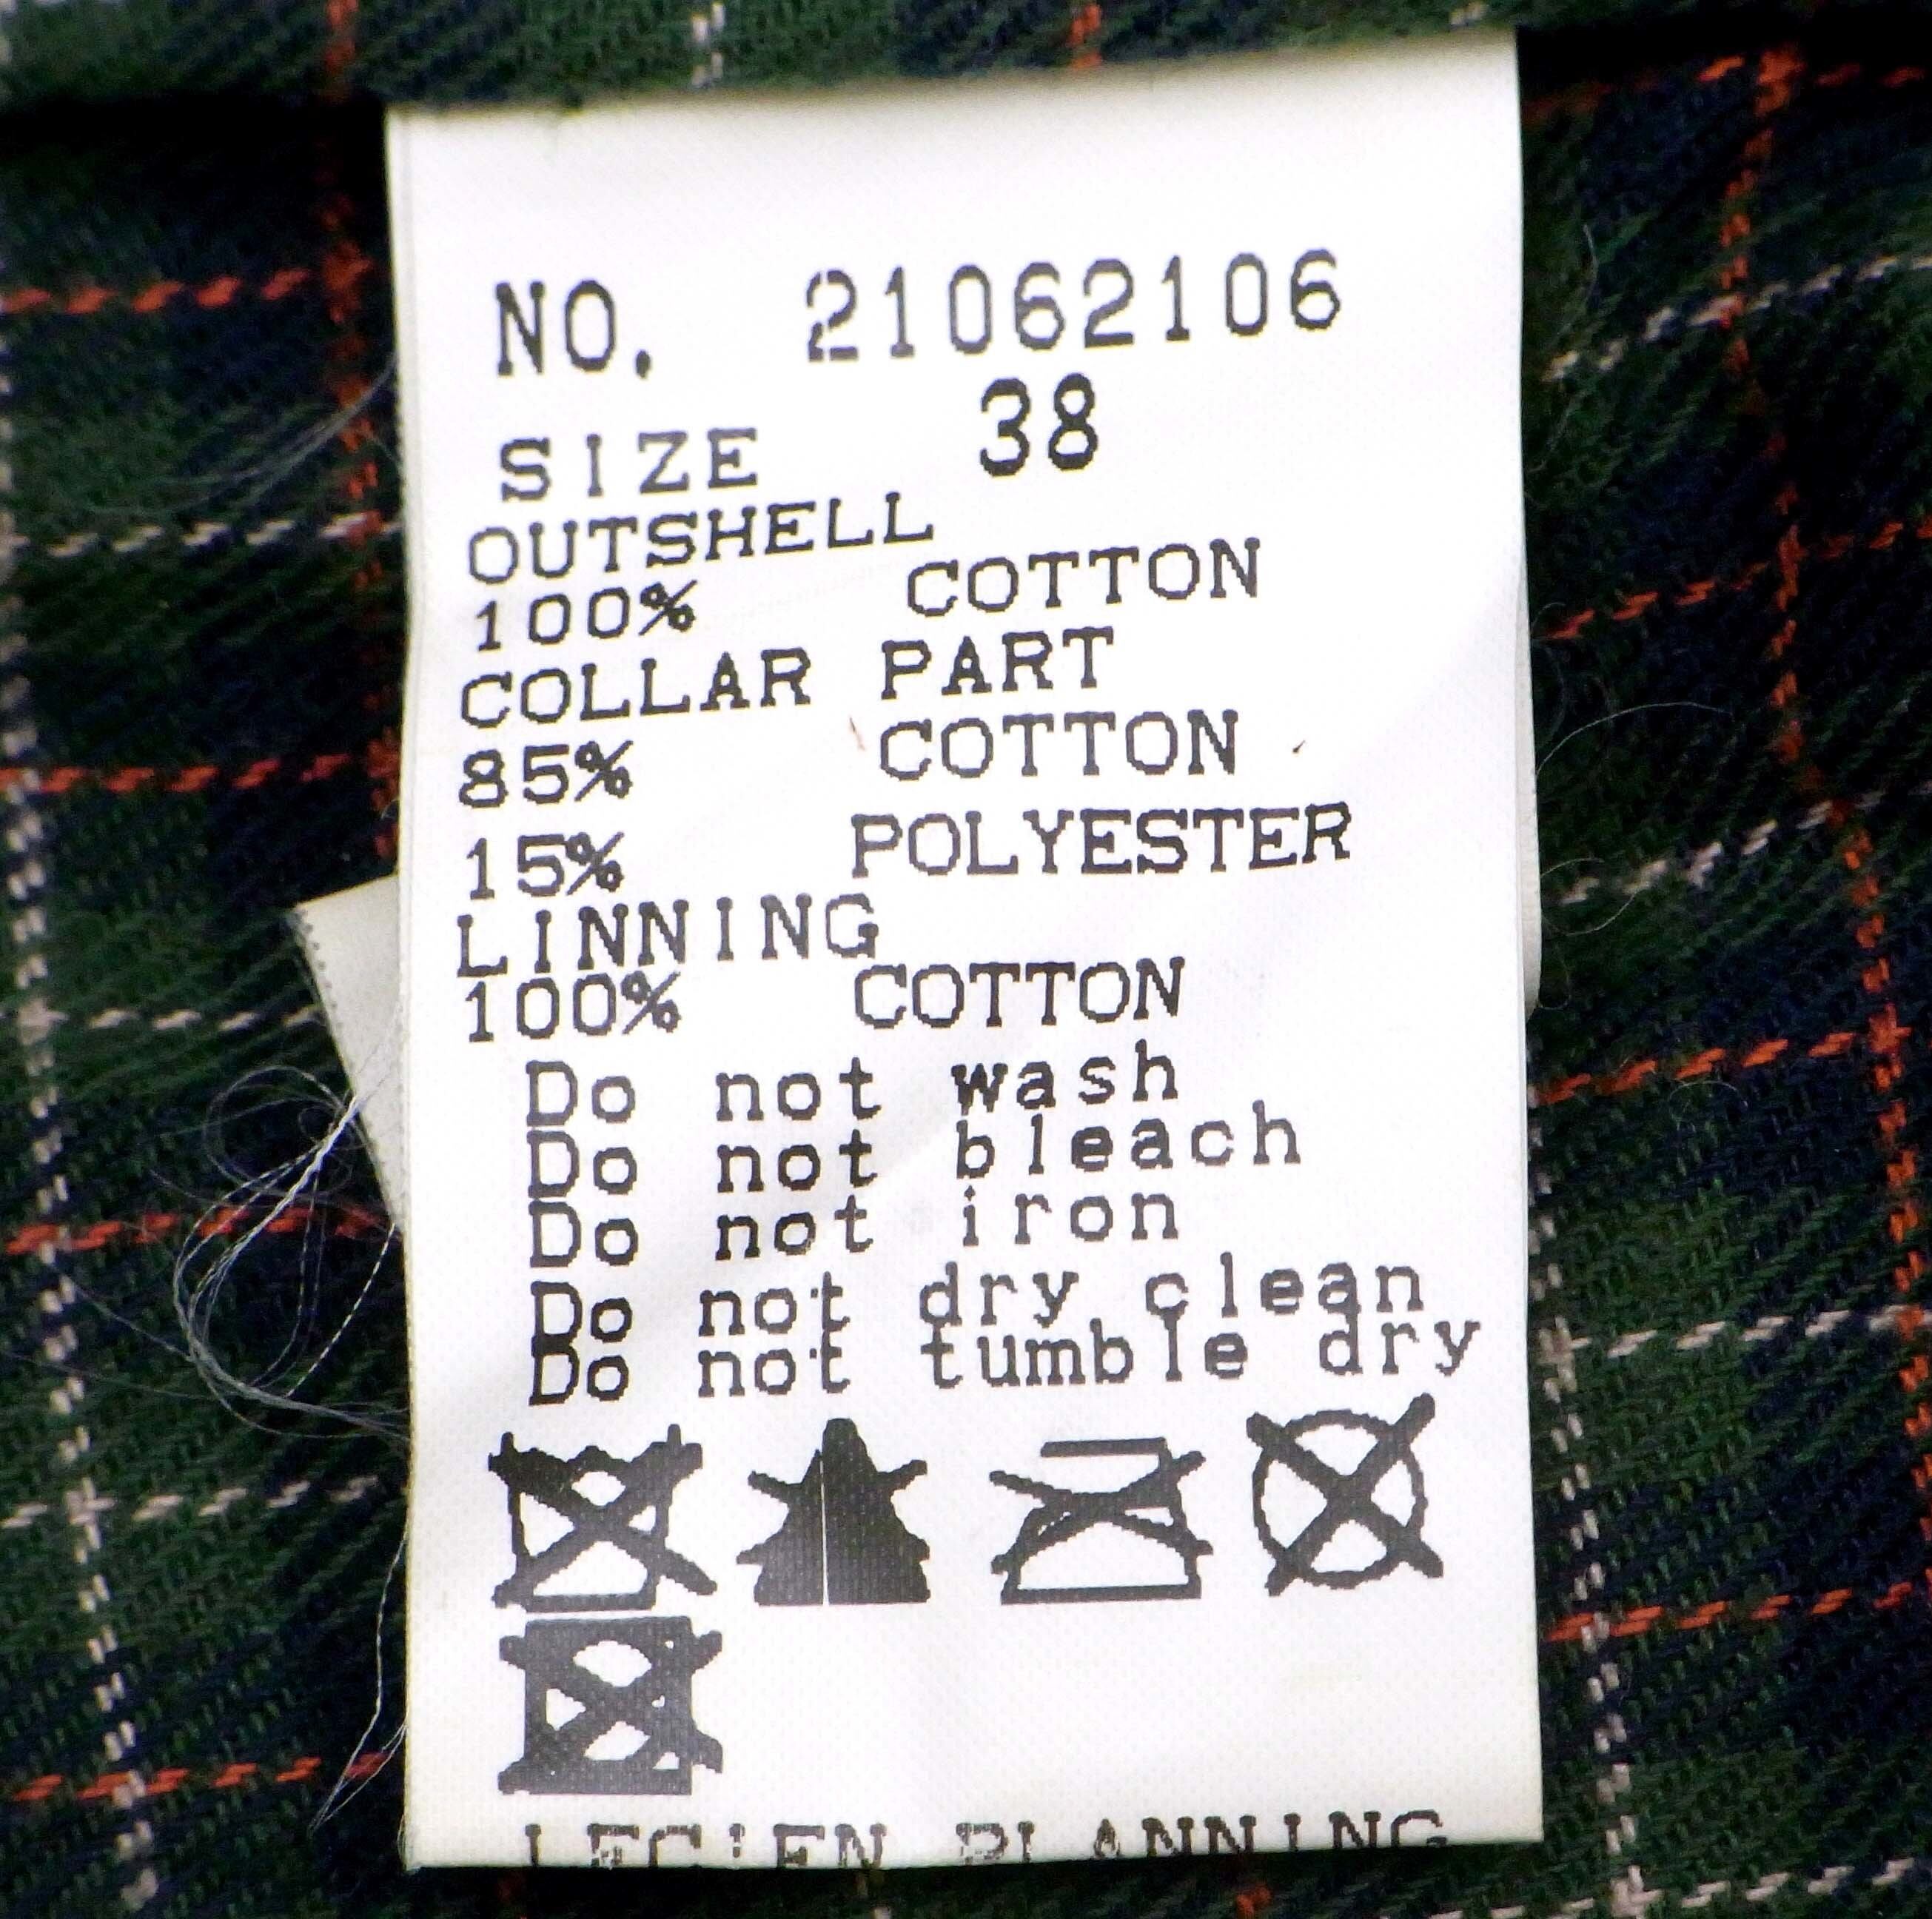 NO. 21062106
SIZE 38
OUTSHELL
100% COTTON
COLLAR PART
85% COTTON
15% POLYESTER
LINNING
100% COTTON
Do not wash
Do not bleach
Do not iron
Do not dry clean
Do not tumble dry
PLANNING